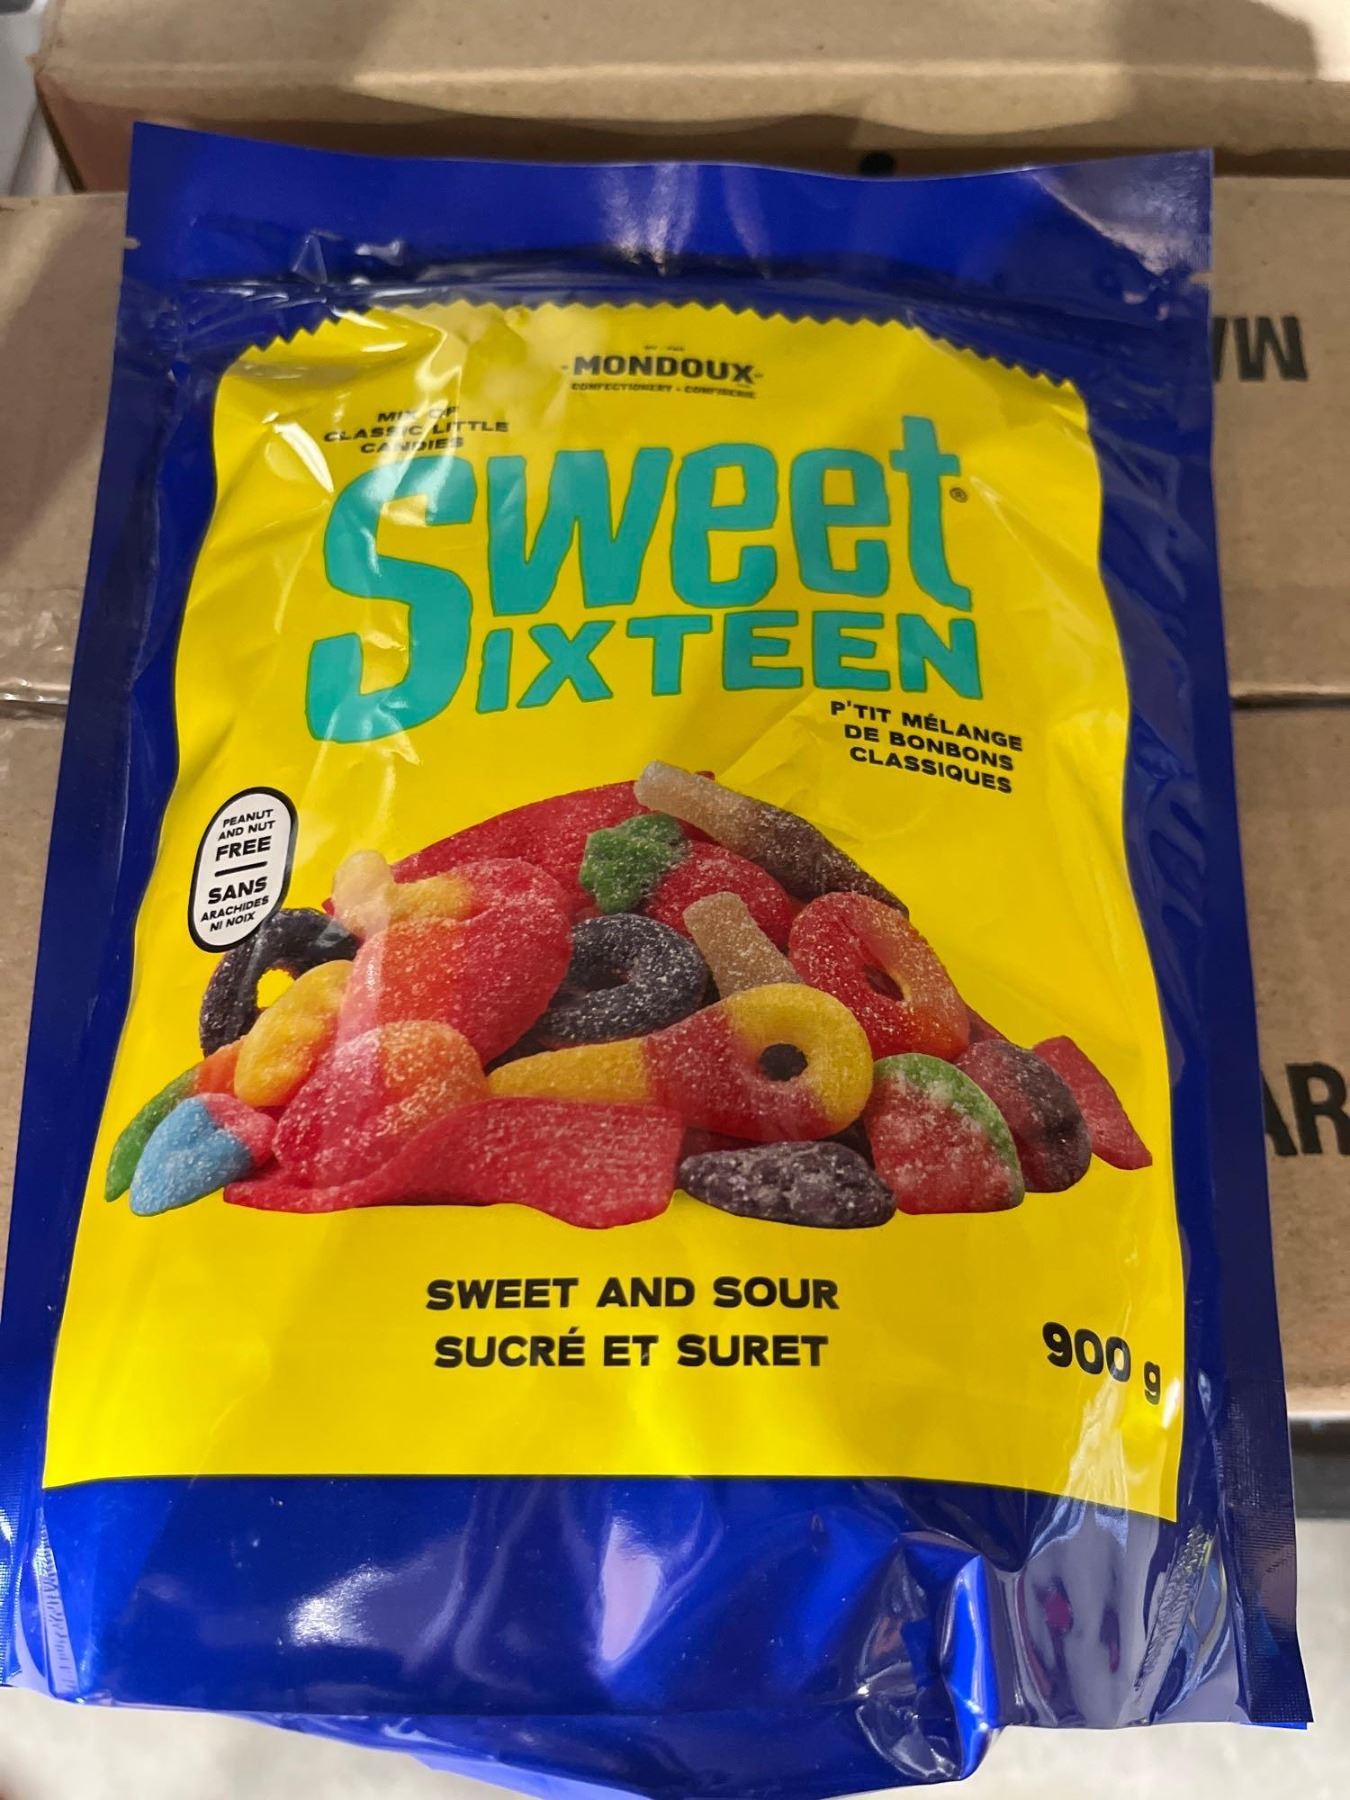 -MONDOUX-
CONFECTIONERY • CONFISERIE
MIX OF
CLASSIC LITTLE
CANDIES
Sweet®
SIXTEEN
P'TIT MÉLANGE
DE BONBONS
CLASSIQUES
PEANUT
AND NUT
FREE
SANS
ARACHIDES
NI NOIX
SWEET AND SOUR
SUCRÉ ET SURET
900 g
AR